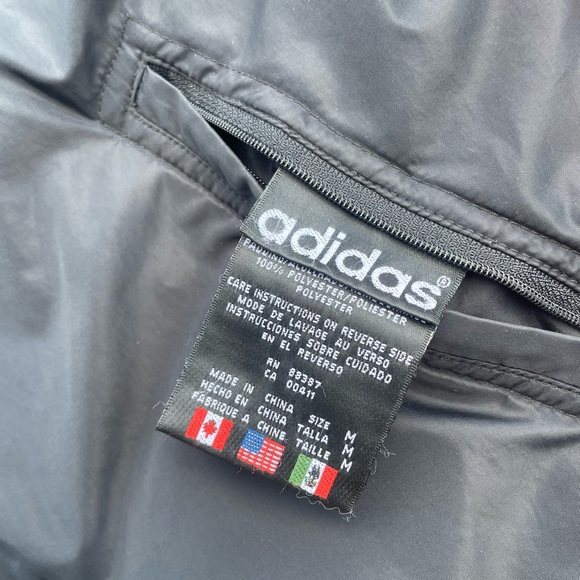 adidas®
100% POLYESTER/POLIESTER
POLYESTER
CARE INSTRUCTIONS ON REVERSE SIDE
MODE DE LAVAGE AU VERSO
INSTRUCCIONES SOBRE CUIDADO
EN EL REVERSO
RN 88387
CA 00411
MADE IN CHINA SIZE M
HECHO EN CHINA TALLA M
FABRIQUE A CHINE TAILLE M